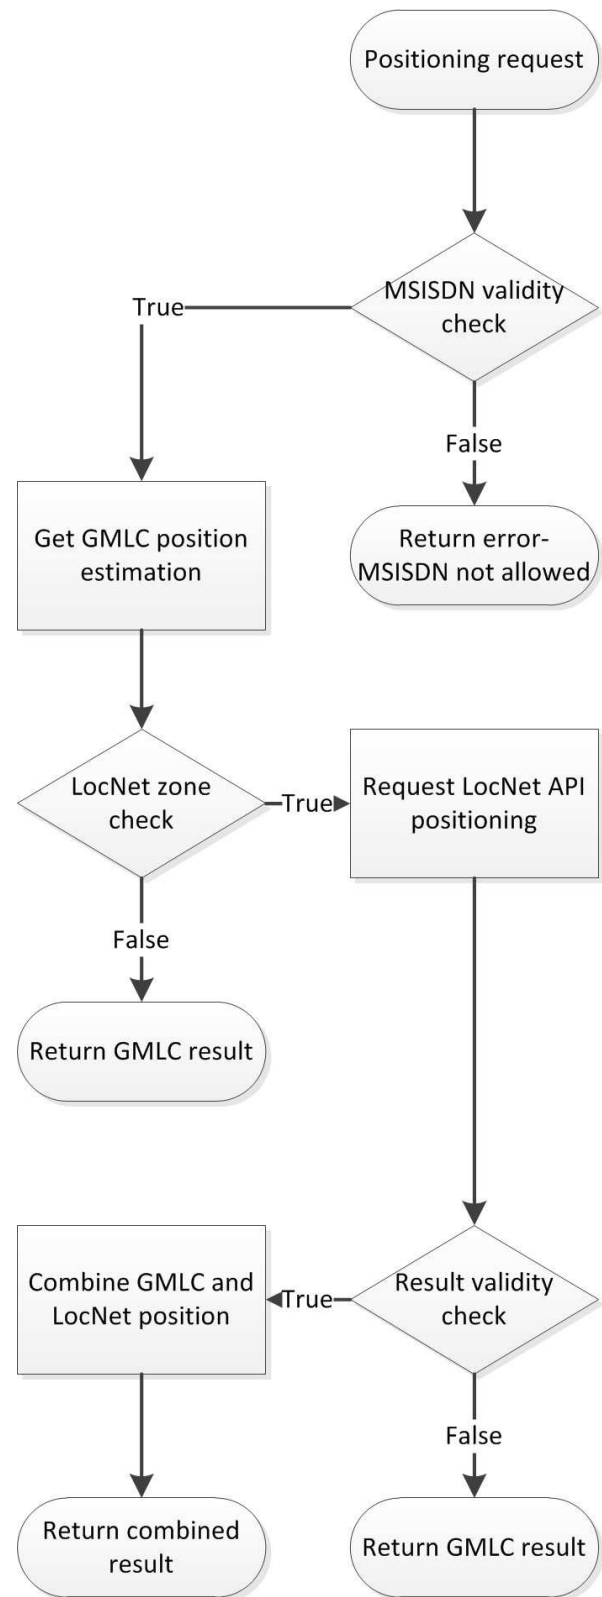 Positioning request
MSISDN validity
check
True
False
Get GMLC position
estimation
Return error-
MSISDN not allowed
LocNet zone
check
True
Request LocNet API
positioning
False
Return GMLC result
Combine GMLC and
LocNet position
True
Result validity
check
False
Return combined
result
Return GMLC result